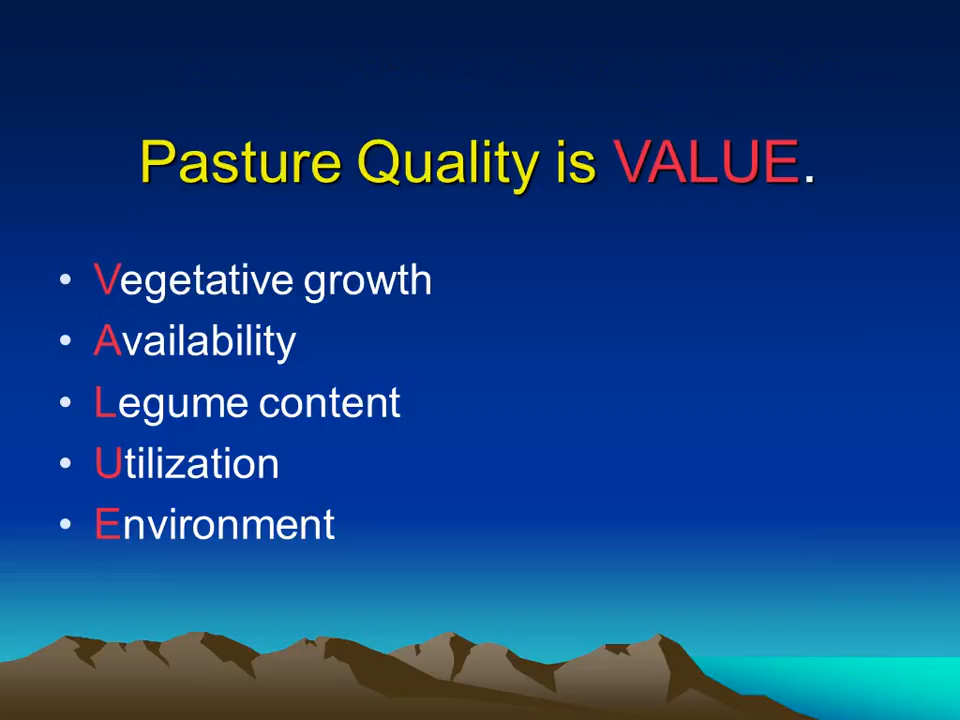 Pasture Quality is VALUE.
• Vegetative growth
• Availability
• Legume content
• Utilization
• Environment